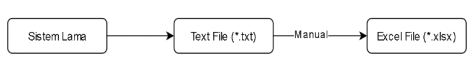 Sistem Lama
Text File (*.txt)
Manual
Excel File (*.xlsx)